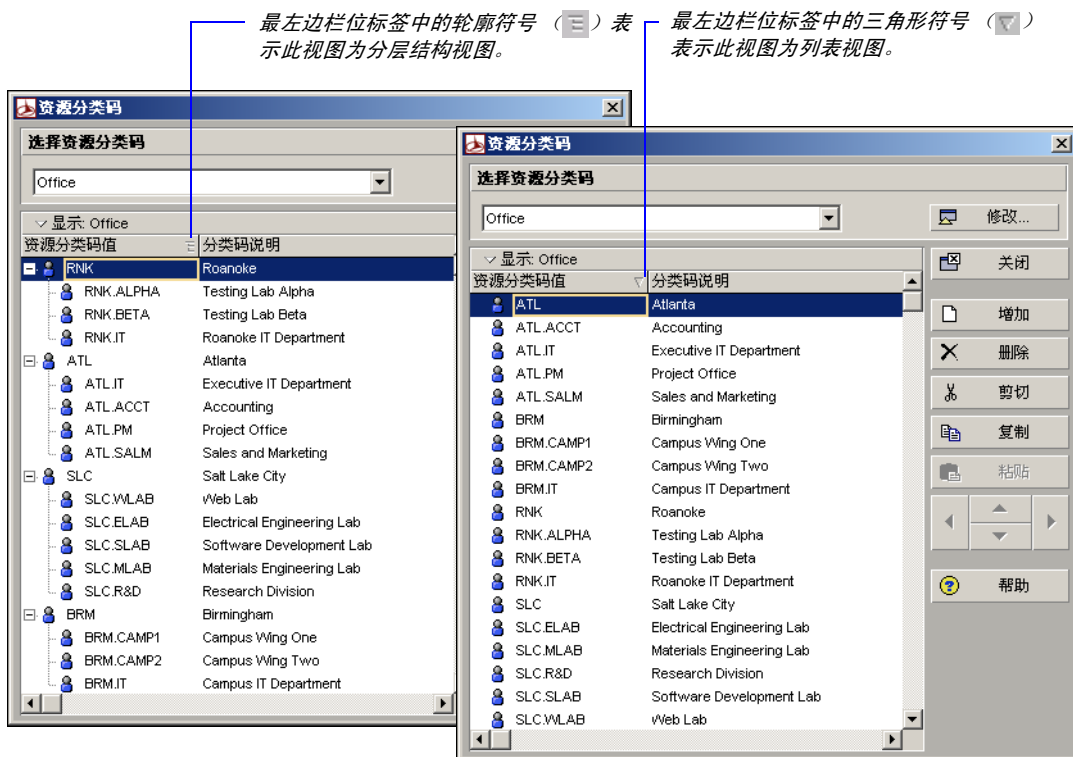 最左边栏位标签中的轮廓符号 （ ）表
示此视图为分层结构视图。
最左边栏位标签中的三角形符号 （ ）
表示此视图为列表视图。
资源分类码
选择资源分类码
Office
显示: Office
资源分类码值 分类码说明
RNK Roanoke
RNK.ALPHA Testing Lab Alpha
RNK.BETA Testing Lab Beta
RNK.IT Roanoke IT Department
ATL Atlanta
ATL.IT Executive IT Department
ATL.ACCT Accounting
ATL.PM Project Office
ATL.SALM Sales and Marketing
SLC Salt Lake City
SLC.WLAB Web Lab
SLC.ELAB Electrical Engineering Lab
SLC.SLAB Software Development Lab
SLC.MLAB Materials Engineering Lab
SLC.R&D Research Division
BRM Birmingham
BRM.CAMP1 Campus Wing One
BRM.CAMP2 Campus Wing Two
BRM.IT Campus IT Department
资源分类码
选择资源分类码
Office
修改...
显示: Office
资源分类码值 分类码说明
ATL Atlanta
ATL.ACCT Accounting
ATL.IT Executive IT Department
ATL.PM Project Office
ATL.SALM Sales and Marketing
BRM Birmingham
BRM.CAMP1 Campus Wing One
BRM.CAMP2 Campus Wing Two
BRM.IT Campus IT Department
RNK Roanoke
RNK.ALPHA Testing Lab Alpha
RNK.BETA Testing Lab Beta
RNK.IT Roanoke IT Department
SLC Salt Lake City
SLC.ELAB Electrical Engineering Lab
SLC.MLAB Materials Engineering Lab
SLC.R&D Research Division
SLC.SLAB Software Development Lab
SLC.WLAB Web Lab
关闭
增加
删除
剪切
复制
粘贴
帮助